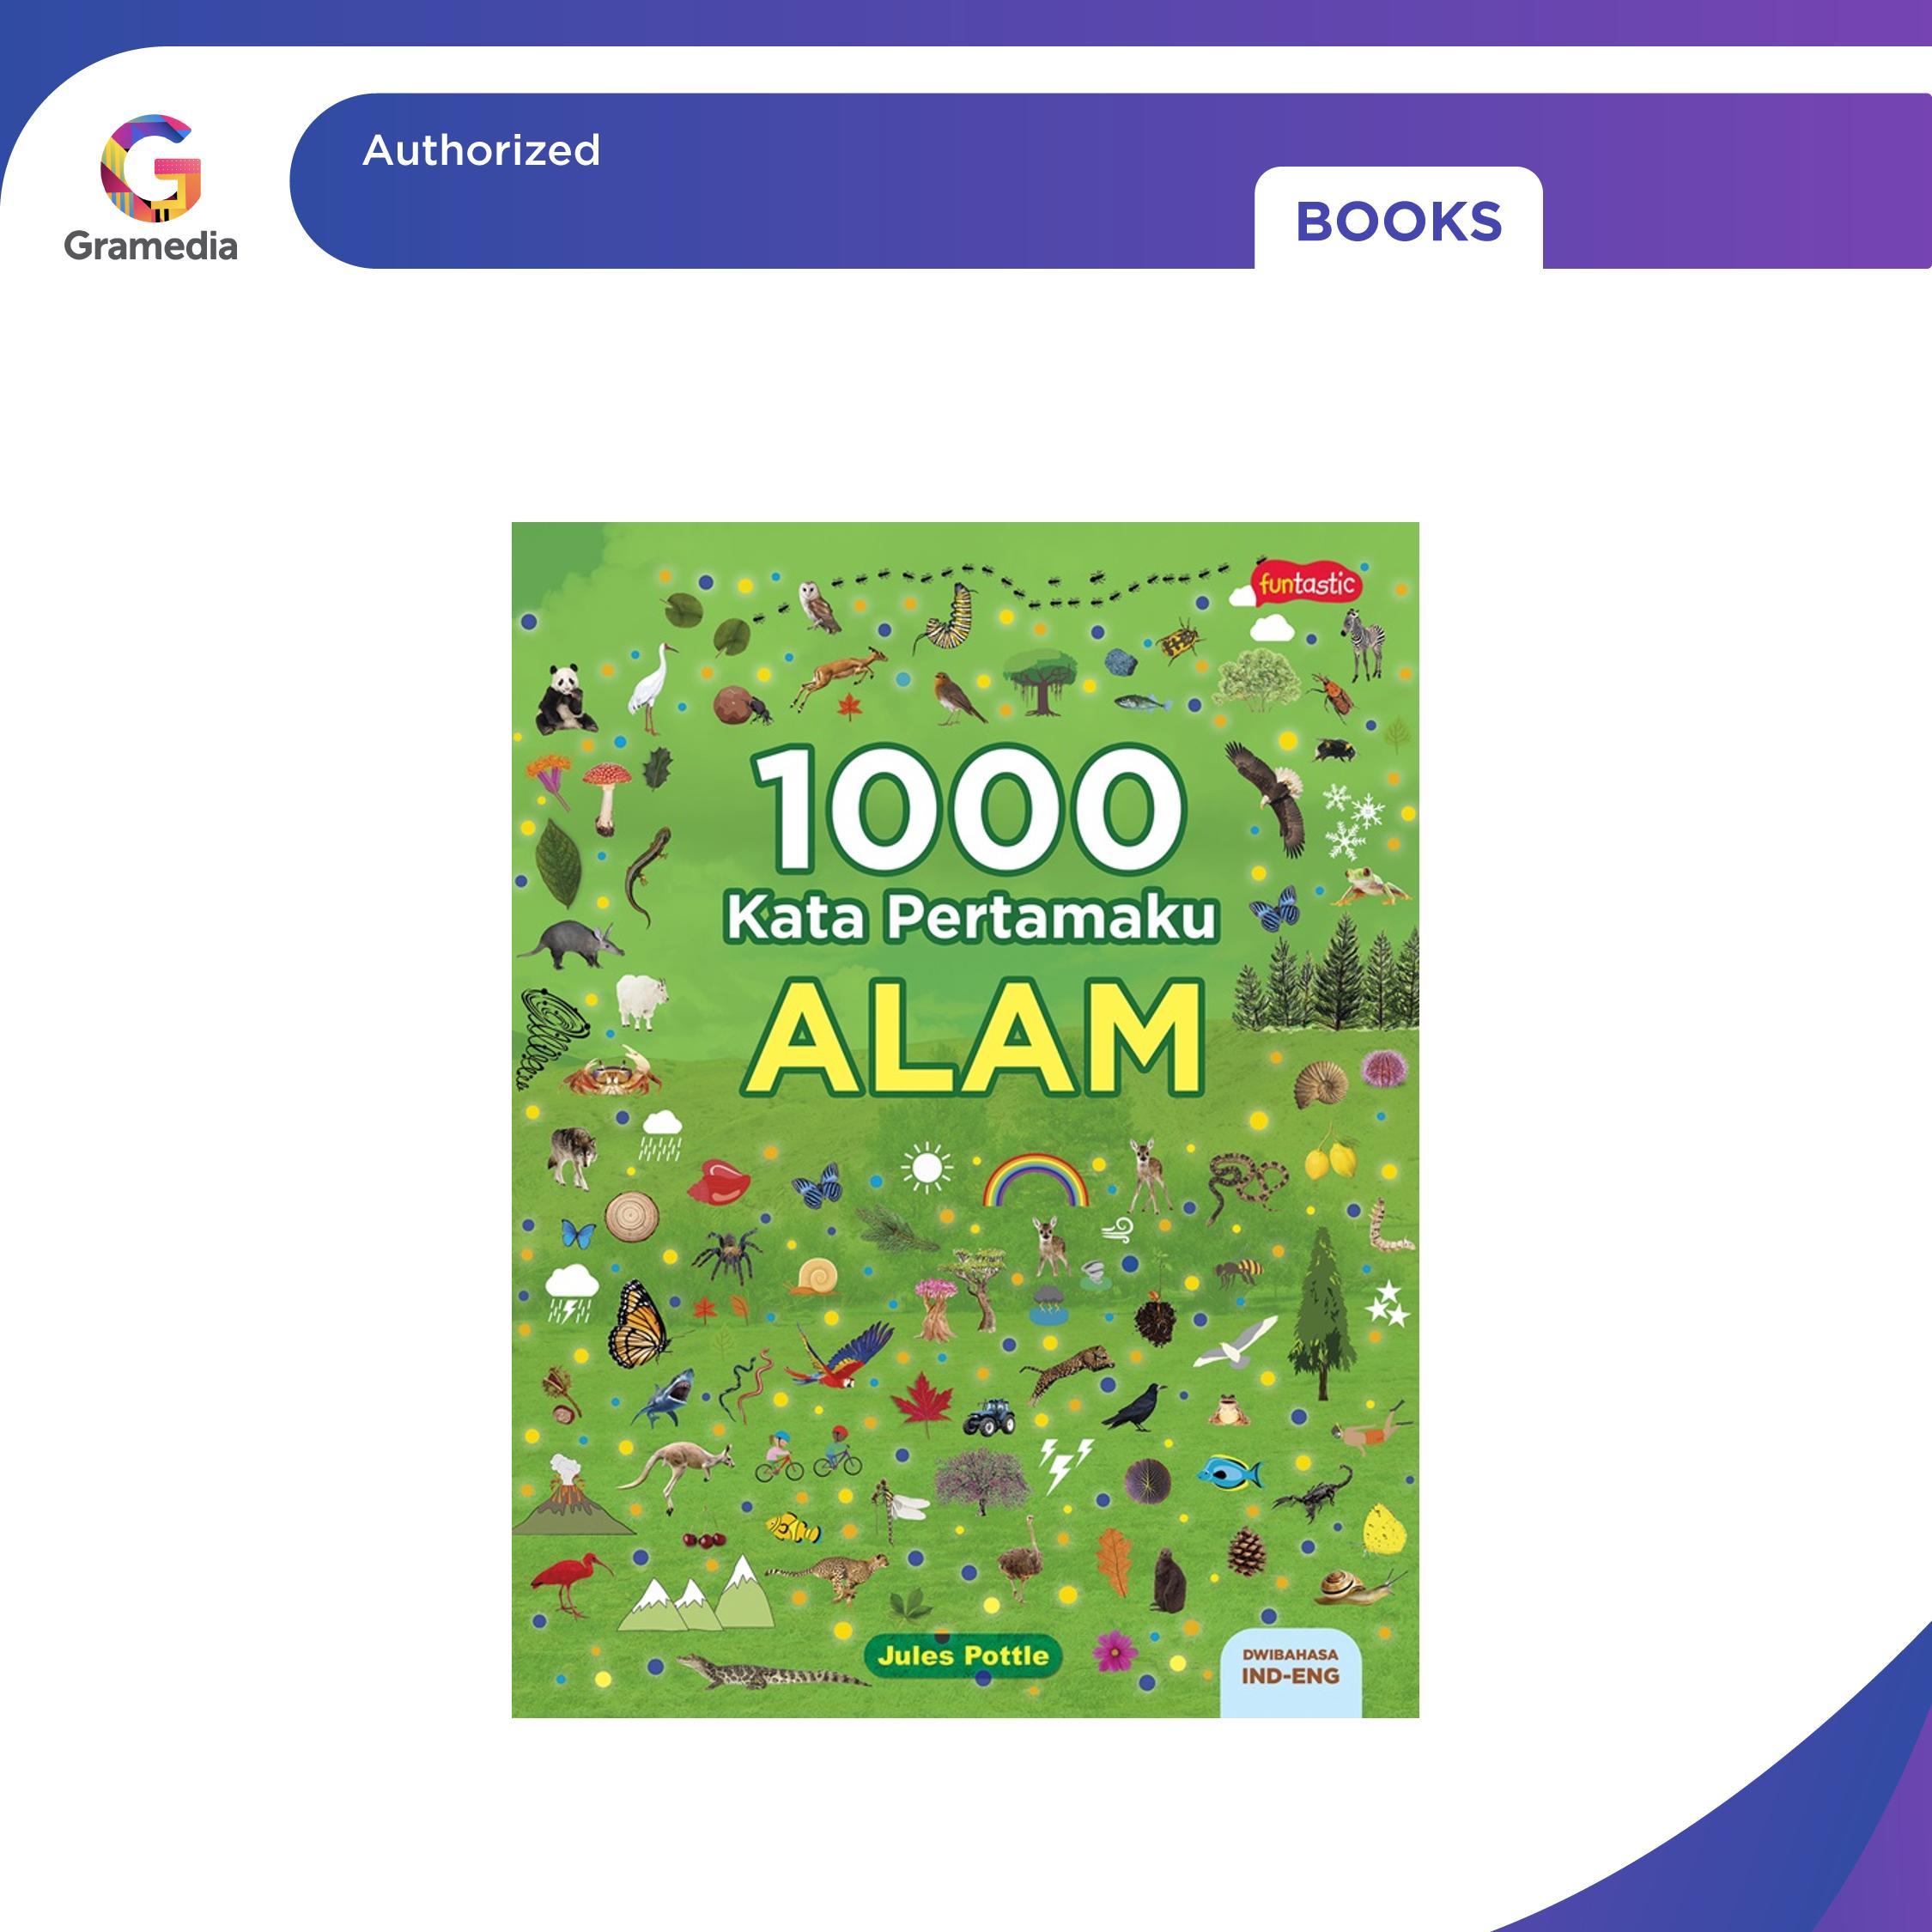 Gramedia
Authorized
BOOKS
funtastic
1000
Kata Pertamaku
ALAM
Jules Pottle
DWIBAHASA
IND-ENG